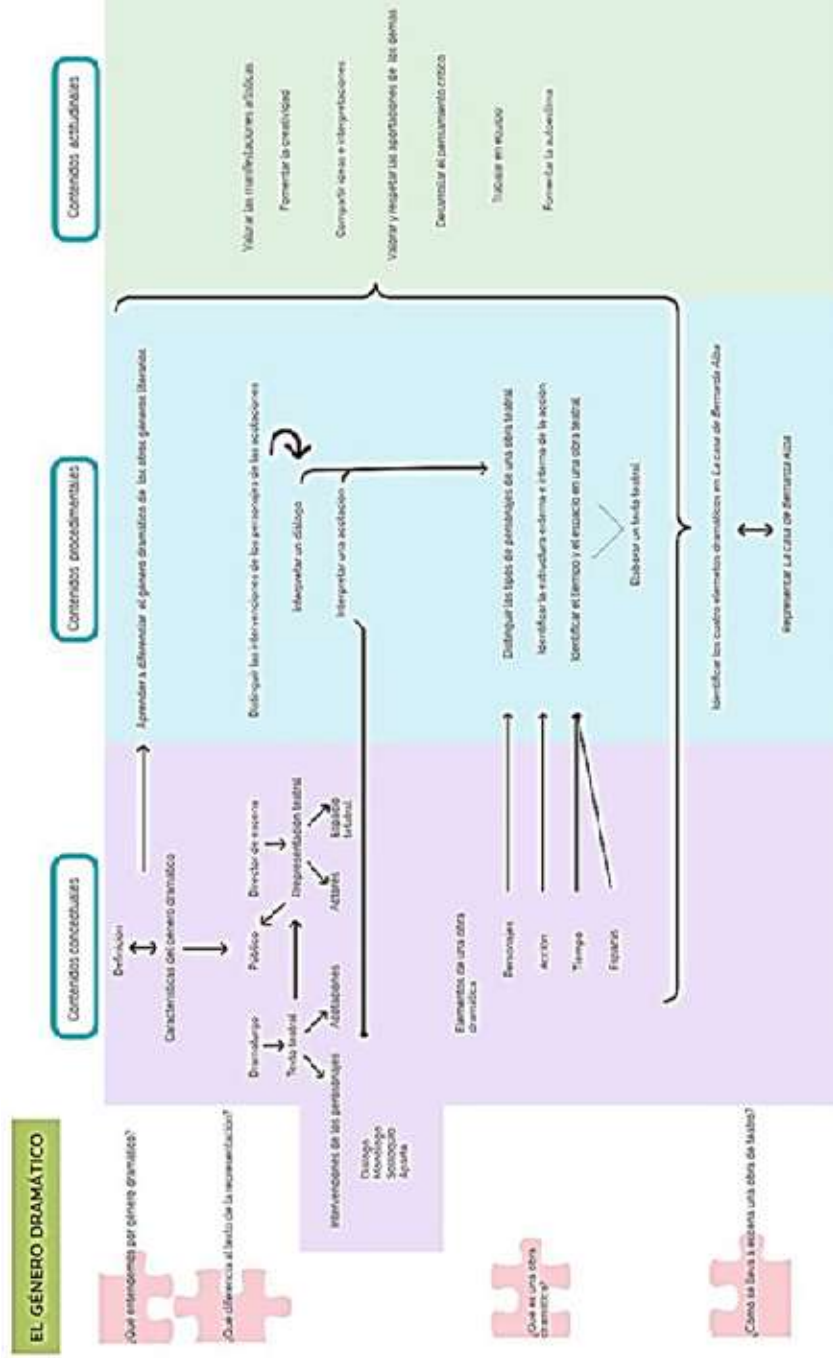 EL GÉNERO DRAMÁTICO
Contenidos conceptuales
Contenidos procedimentales
Contenidos actitudinales
¿Qué entendemos por género dramático?
Definición
Características del género dramático
Aprender a diferenciar el género dramático de los otros géneros literarios
¿Qué diferencia al texto de la representación?
Dramaturgo
Público
Director de escena
Texto teatral
Representación teatral
Intervenciones de los personajes
Acotaciones
Actores
Espacio
teatral
Diálogo
Monólogo
Soliloquio
Aparte
Distinguir las intervenciones de los personajes de las acotaciones
Interpretar un diálogo
Interpretar una acotación
¿Qué es una obra
dramática?
Elementos de una obra
dramática
Personajes
Acción
Tiempo
Distinguir los tipos de personajes de una obra teatral
Identificar la estructura externa e interna de la acción
Identificar el tiempo y el espacio en una obra teatral
Elaborar un texto teatral
¿Cómo se lleva a escena una obra de teatro?
Identificar los cuatro elemetos dramáticos en La casa de Bernarda Alba
Representar La casa de Bernarda Alba
Valorar las manifestaciones artísticas
Fomentar la creatividad
Compartir ideas e interpretaciones
Valorar y respetar las aportaciones de los demás
Desarrollar el pensamiento crítico
Trabajar en equipo
Fomentar la autoestima